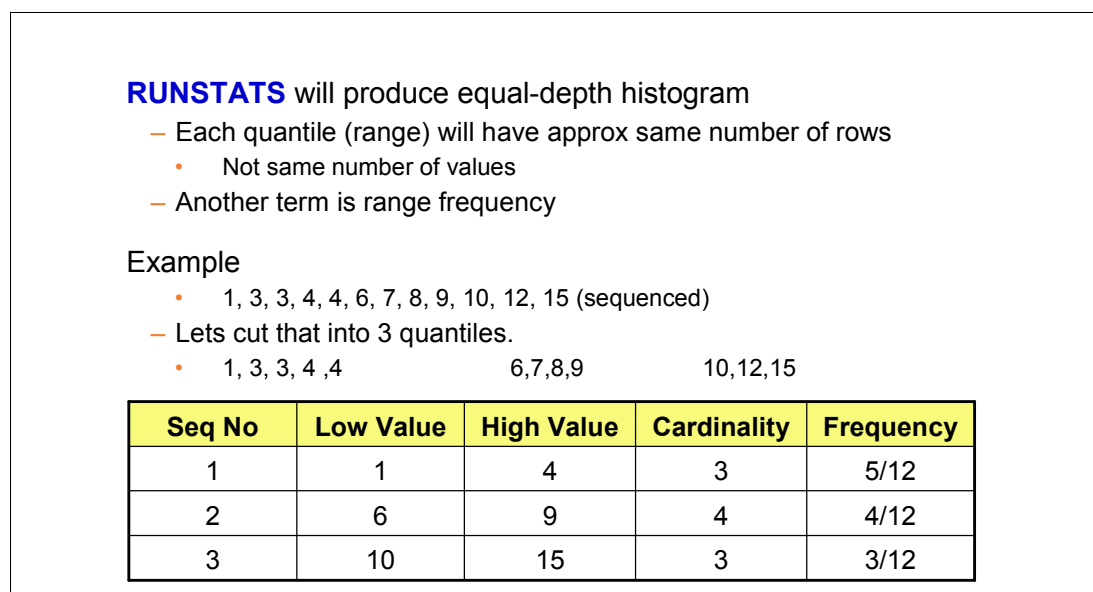 RUNSTATS will produce equal-depth histogram
– Each quantile (range) will have approx same number of rows
• Not same number of values
– Another term is range frequency
Example
• 1, 3, 3, 4, 4, 6, 7, 8, 9, 10, 12, 15 (sequenced)
– Lets cut that into 3 quantiles.
• 1, 3, 3, 4 ,4 6,7,8,9 10,12,15
Seq No Low Value High Value Cardinality Frequency
1 1 4 3 5/12
2 6 9 4 4/12
3 10 15 3 3/12